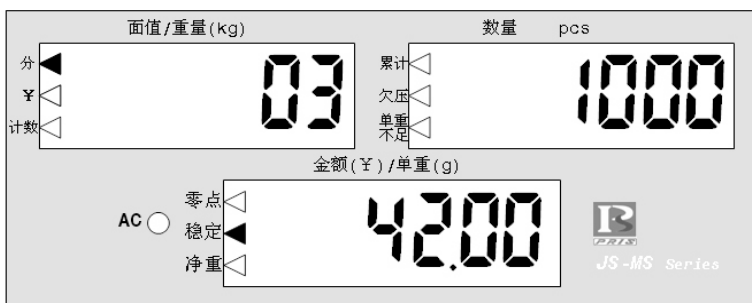 面值/重量(kg)
数量 pcs
分
¥
计数
03
累计
欠压
单重
不足
1000
金额(¥)/单重(g)
AC
零点
稳定
净重
42.00
PRIS
JS-MS Series